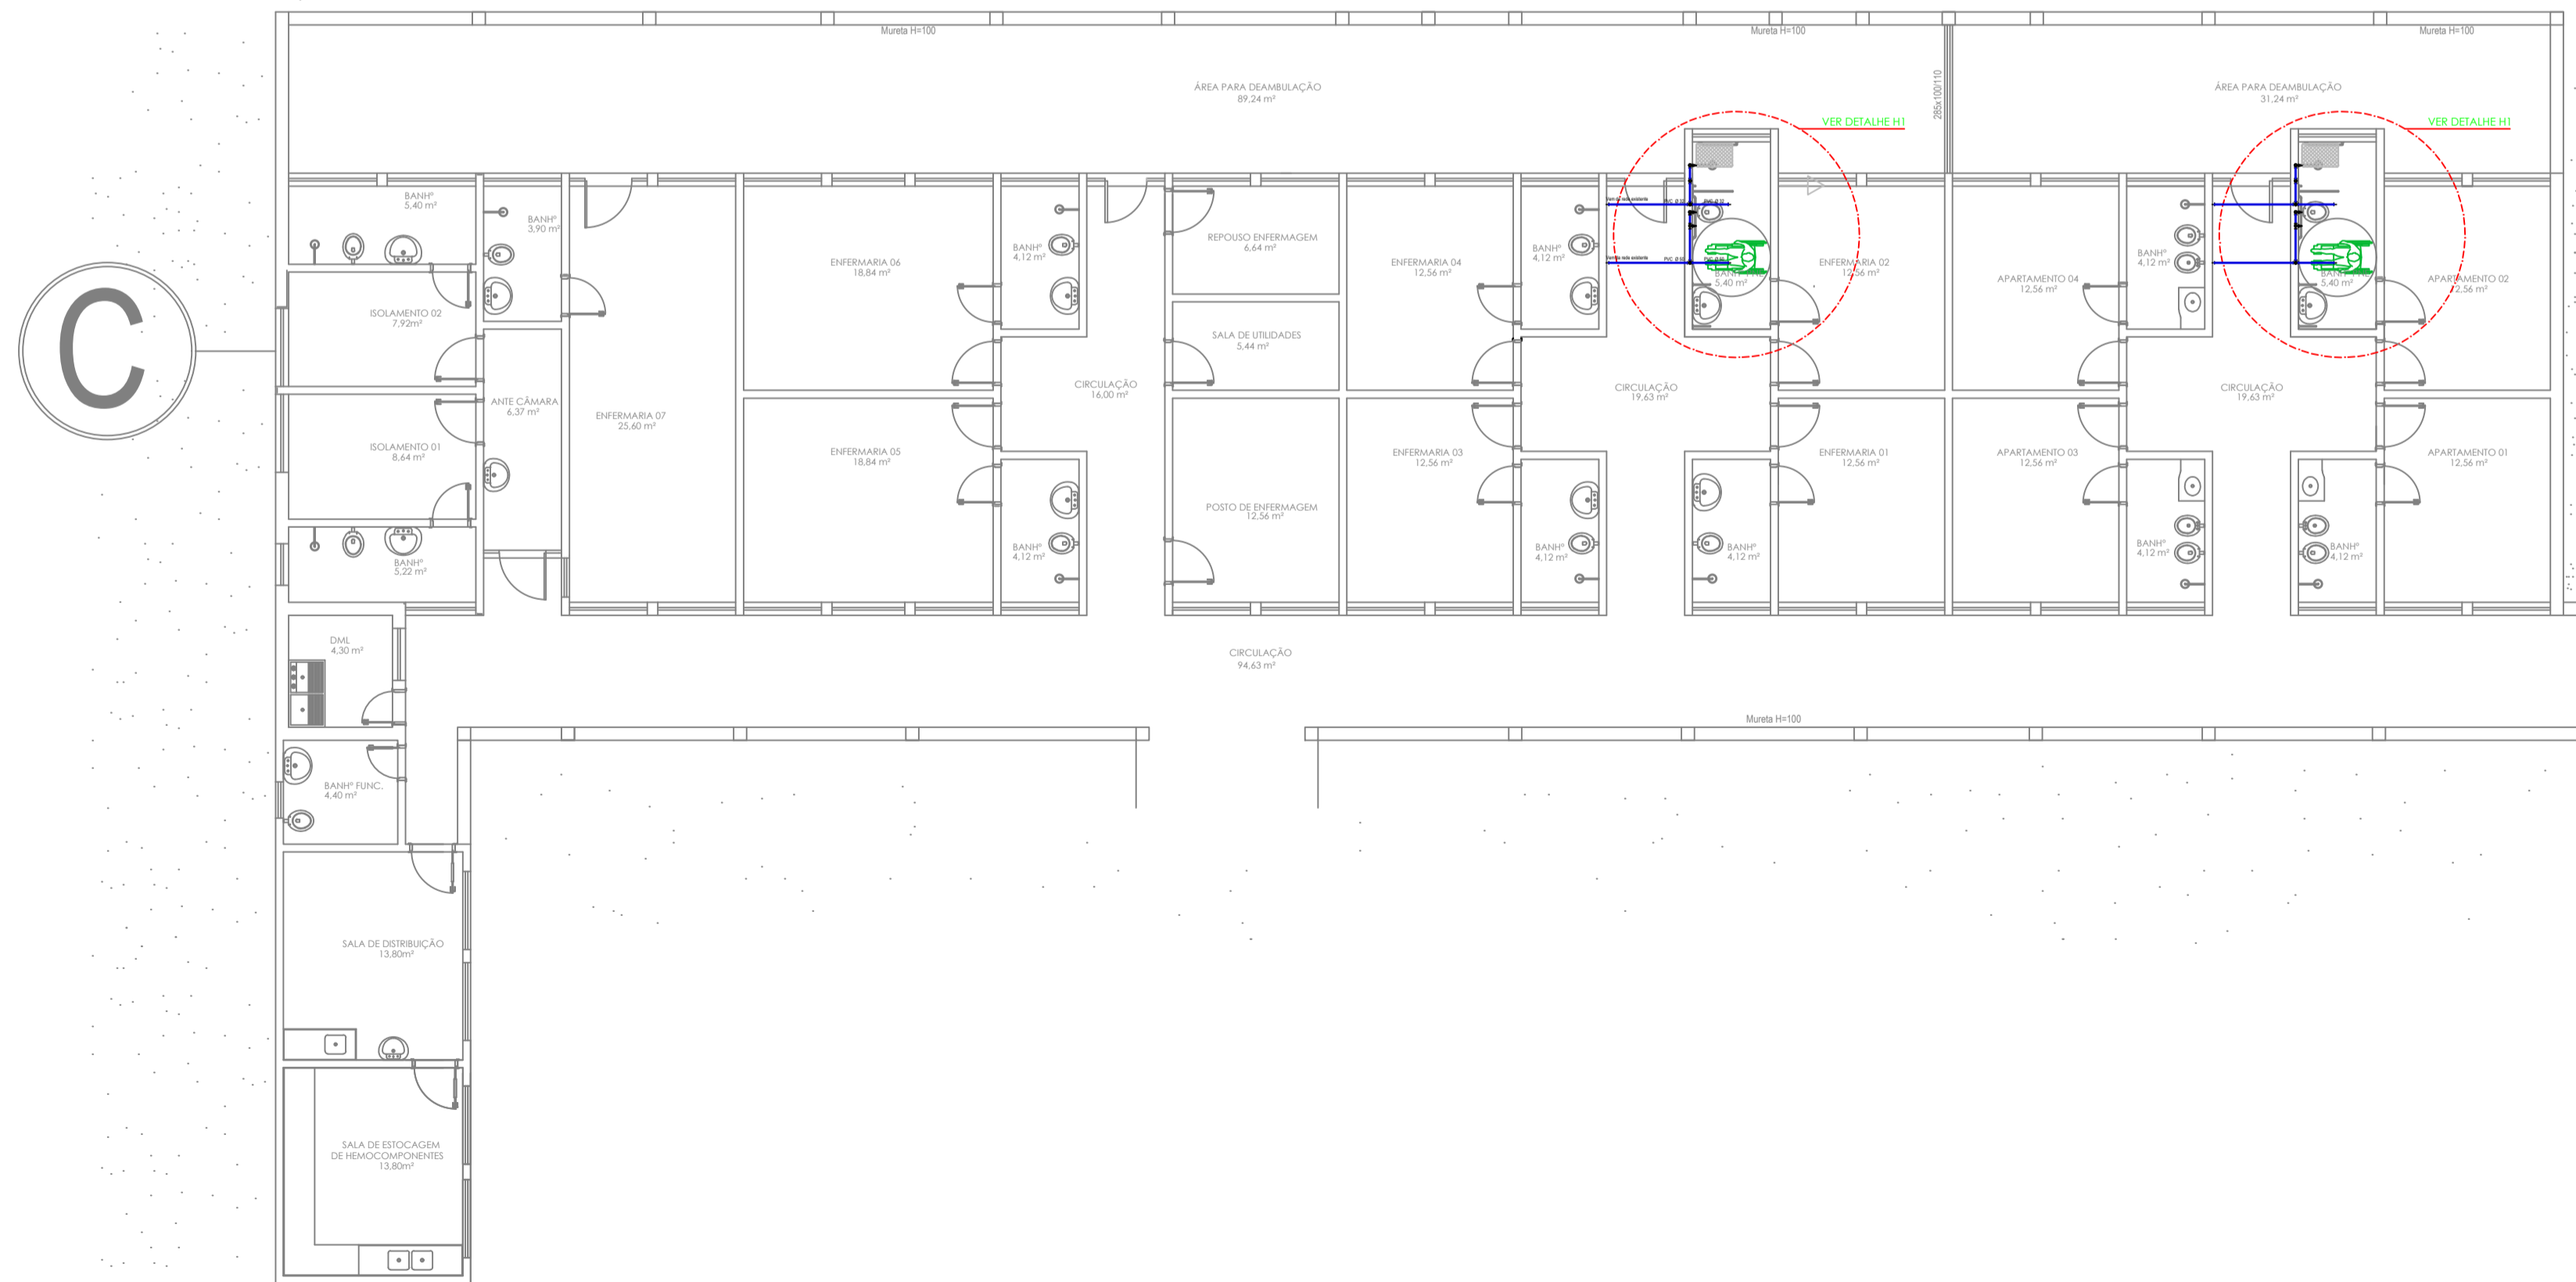 Mureta H=100
Mureta H=100
Mureta H=100
ÁREA PARA DEAMBULAÇÃO
89,24 m²
285x100/110
ÁREA PARA DEAMBULAÇÃO
31,24 m²
VER DETALHE H1
VER DETALHE H1
BANHº
5,40 m²
BANHº
3,90 m²
ENFERMARIA 06
18,84 m²
BANHº
4,12 m²
REPOUSO ENFERMAGEM
6,64 m²
ENFERMARIA 04
12,56 m²
BANHº
4,12 m²
5,40 m²
ENFERMARIA 02
12,56 m²
APARTAMENTO 04
12,56 m²
BANHº
4,12 m²
5,40 m²
APARTAMENTO 02
12,56 m²
C
ISOLAMENTO 02
7,92m²
SALA DE UTILIDADES
5,44 m²
ANTE CÂMARA
6,37 m²
ENFERMARIA 07
25,60 m²
CIRCULAÇÃO
16,00 m²
CIRCULAÇÃO
19,63 m²
CIRCULAÇÃO
19,63 m²
ISOLAMENTO 01
8,64 m²
ENFERMARIA 05
18,84 m²
ENFERMARIA 03
12,56 m²
ENFERMARIA 01
12,56 m²
APARTAMENTO 03
12,56 m²
APARTAMENTO 01
12,56 m²
POSTO DE ENFERMAGEM
12,56 m²
BANHº
5,22 m²
BANHº
4,12 m²
BANHº
4,12 m²
BANHº
4,12 m²
BANHº
4,12 m²
BANHº
4,12 m²
DML
4,30 m²
CIRCULAÇÃO
94,63 m²
Mureta H=100
BANHº FUNC.
4,40 m²
SALA DE DISTRIBUIÇÃO
13,80m²
SALA DE ESTOCAGEM
DE HEMOCOMPONENTES
13,80m²